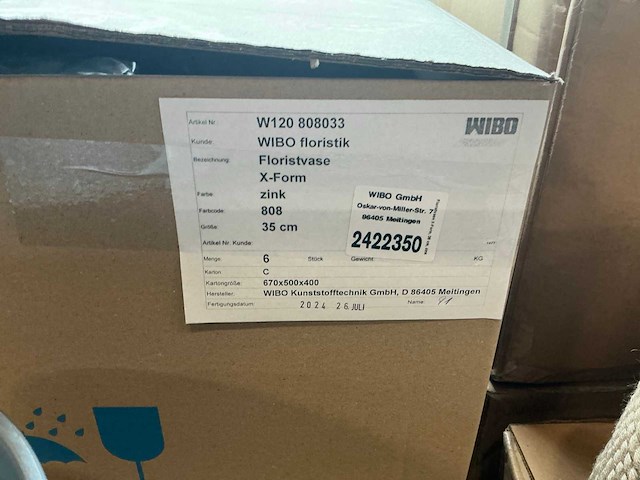 Artikel Nr.: W120 808033 WIBO
Kunde: WIBO floristik
Bezeichnung: Floristvase
X-Form
Farbe: zink
Farbcode: 808
Größe: 35 cm
Artikel Nr. Kunde:
WIBO GmbH
Oskar-von-Miller-Str. 7
86405 Meitingen
2422350
Menge: 6 Stück Gewicht KG
Karton: C
Kartongröße: 670x500x400
Hersteller: WIBO Kunststofftechnik GmbH, D 86405 Meitingen
Fertigungsdatum: 2024 26. JULI Name: